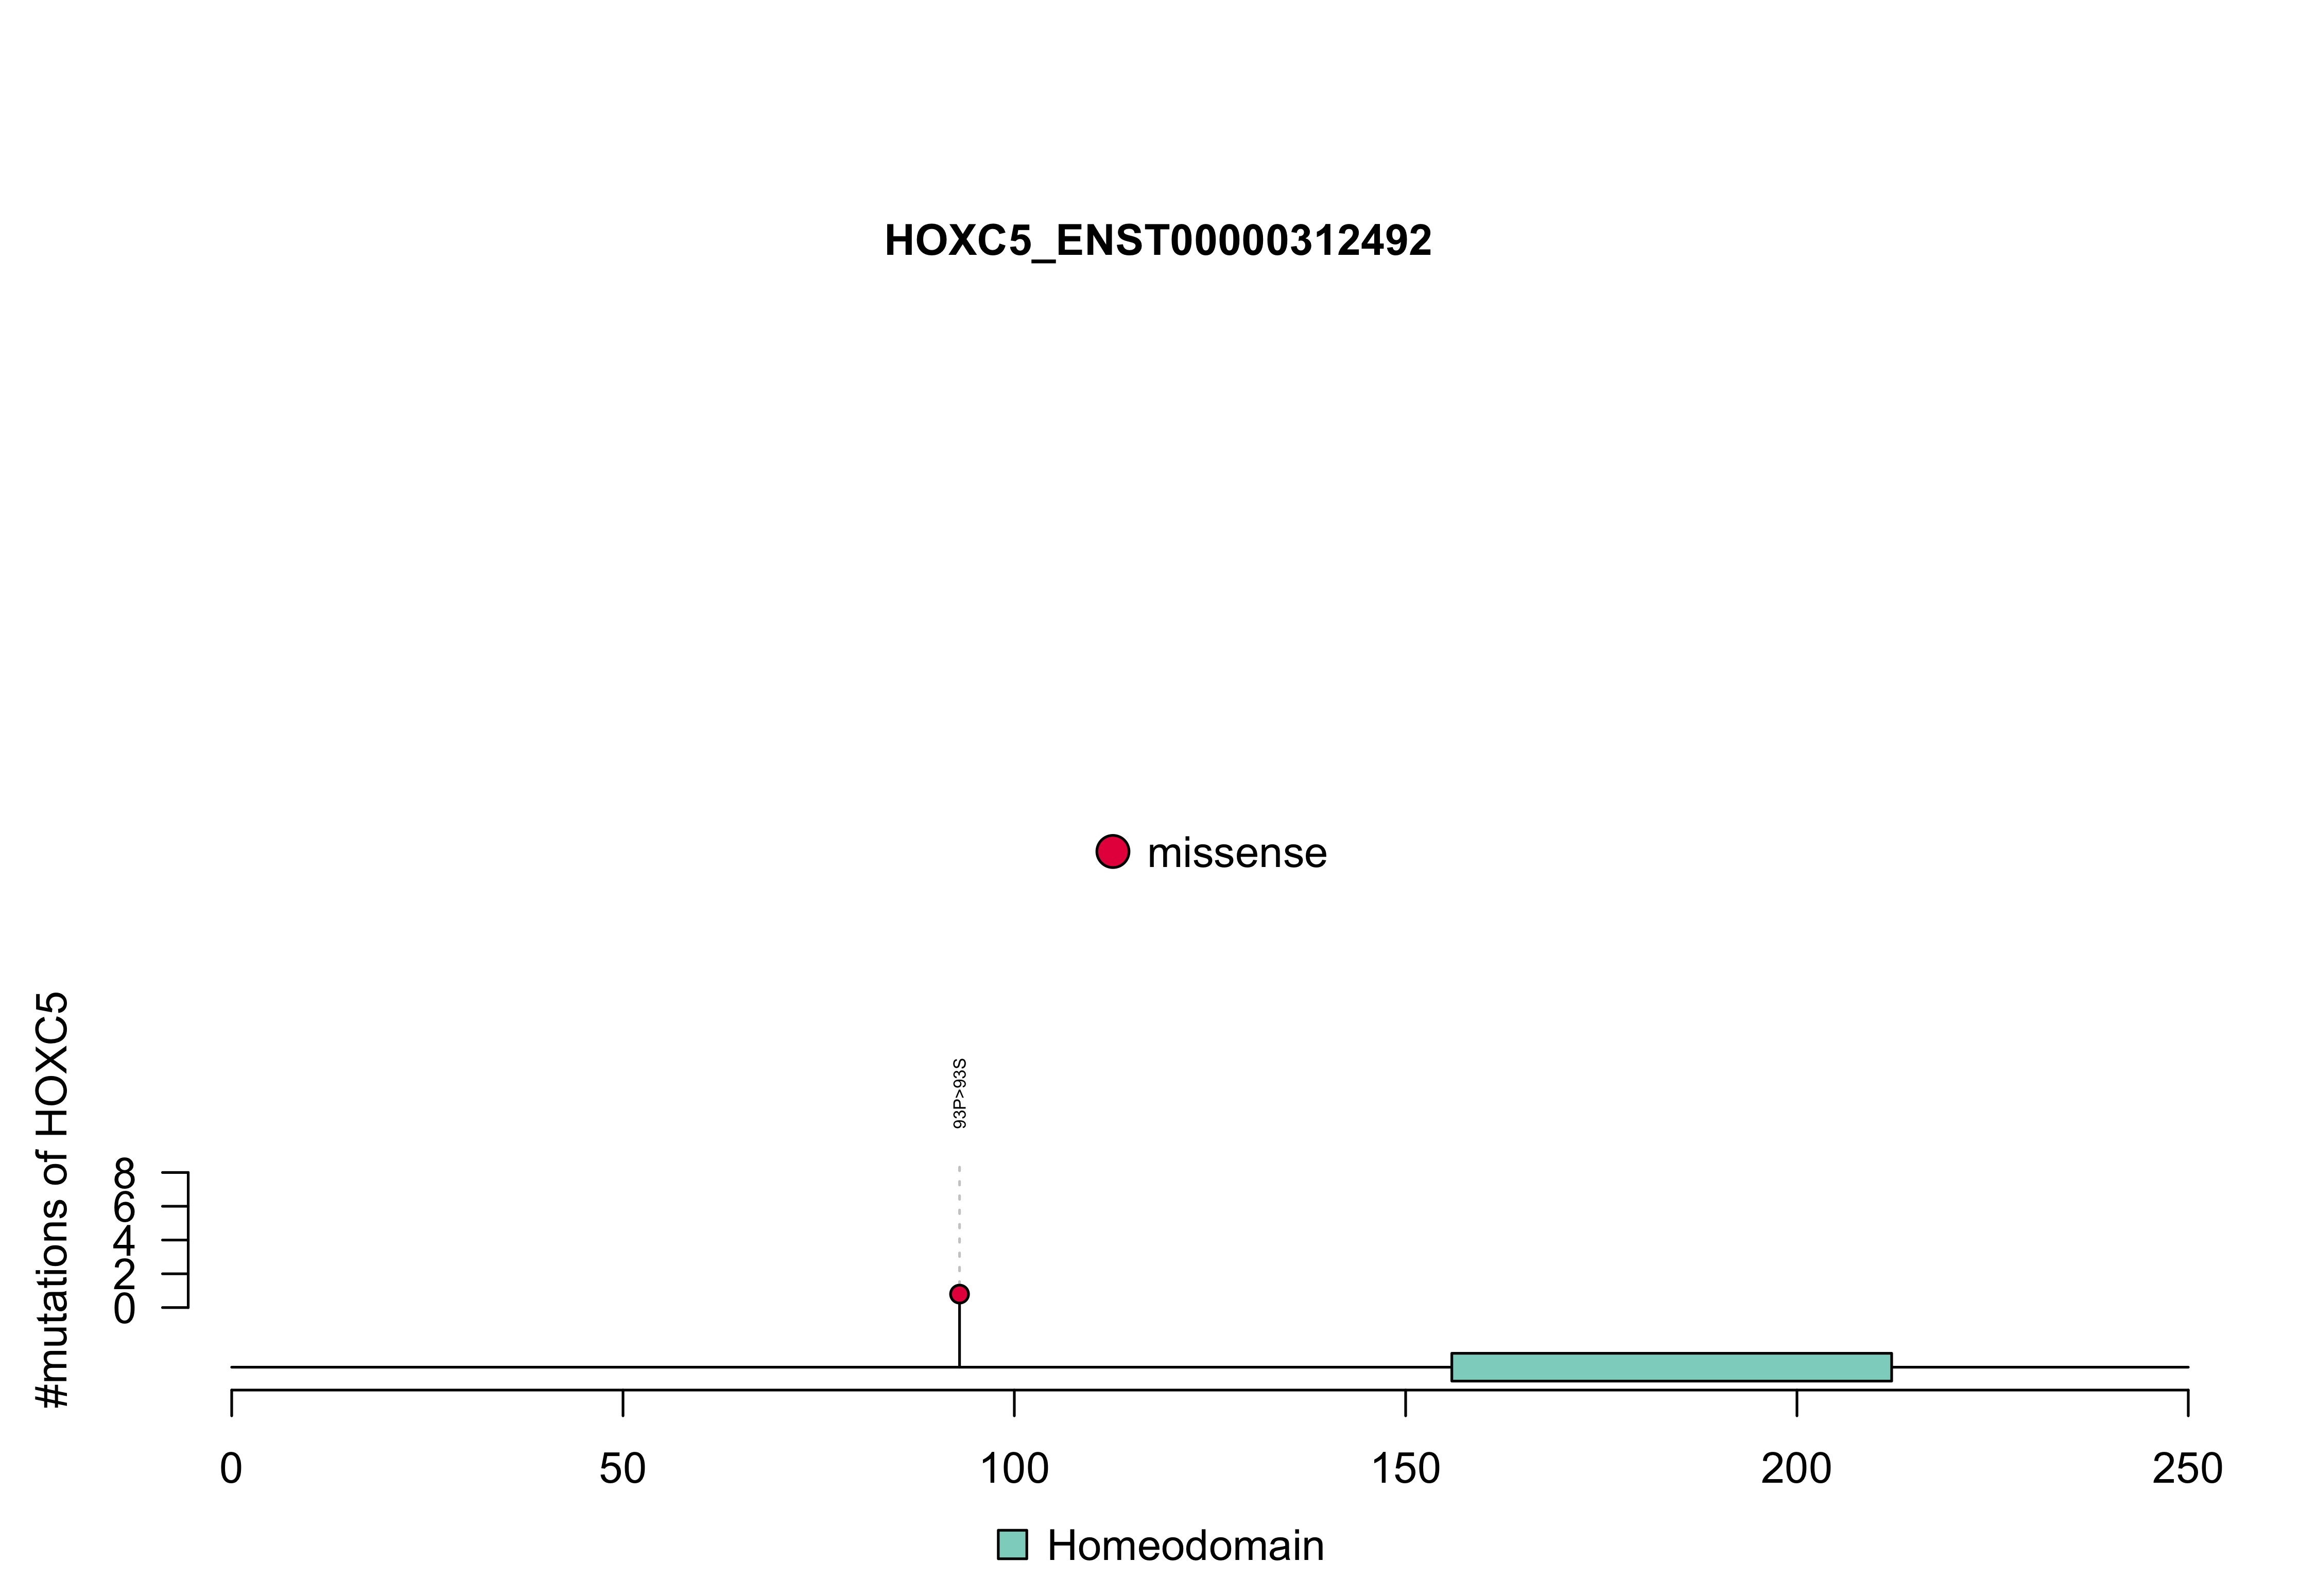 HOXC5_ENST00000312492
missense
#mutations of HOXC5
93P>93S
8
6
4
2
0
0 50 100 150 200 250
Homeodomain